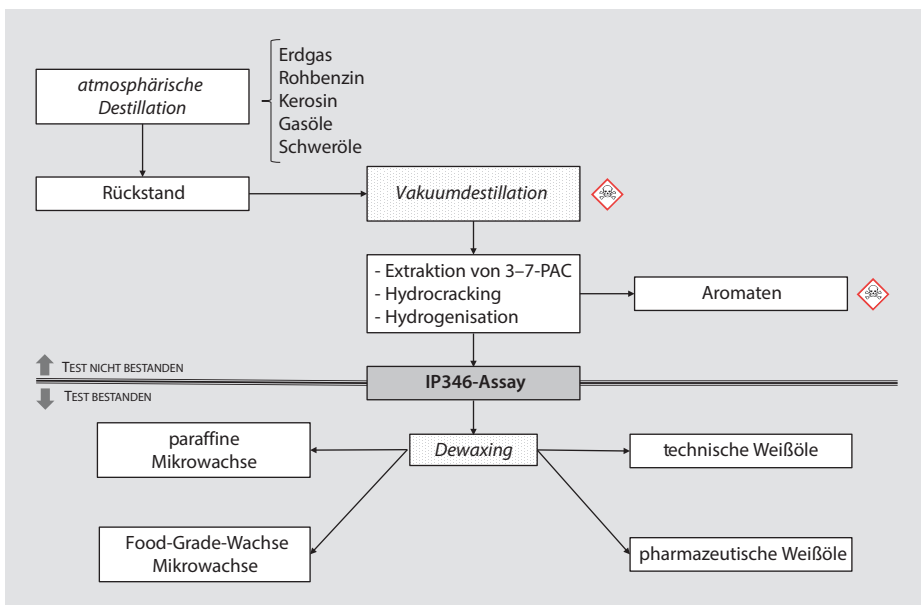 atmosphärische
Destillation
Erdgas
Rohbenzin
Kerosin
Gasöle
Schweröle
Rückstand
Vakuumdestillation
- Extraktion von 3–7-PAC
- Hydrocracking
- Hydrogenisation
Aromaten
TEST NICHT BESTANDEN
IP346-Assay
TEST BESTANDEN
paraffine
Mikrowachse
Dewaxing
technische Weißöle
Food-Grade-Wachse
Mikrowachse
pharmazeutische Weißöle